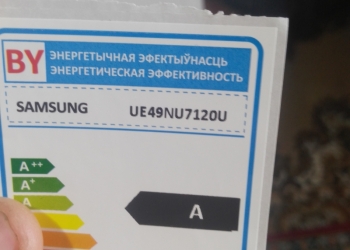 BY ЭНЕРГЕТЫЧНАЯ ЭФЕКТЫЎНАСЦЬ
ЭНЕРГЕТИЧЕСКАЯ ЭФФЕКТИВНОСТЬ
SAMSUNG UE49NU7120U
A++
A+
A
A